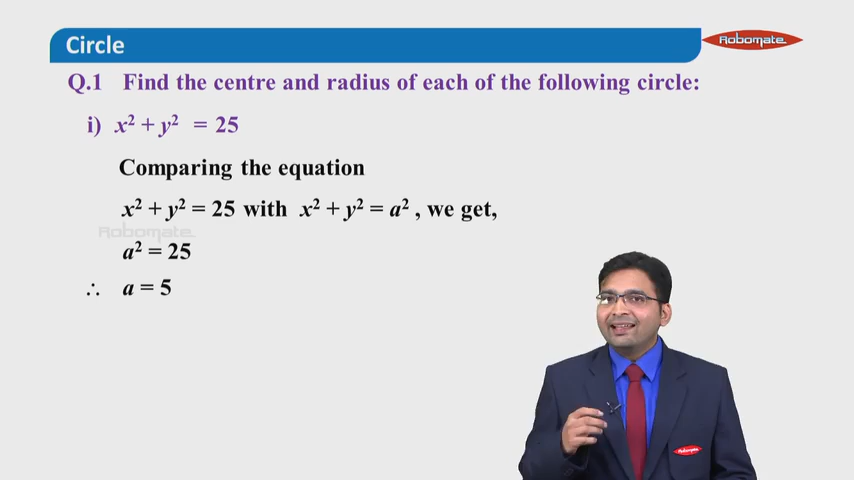 Circle
Robomate
Q.1 Find the centre and radius of each of the following circle:
i) x² + y² = 25
Comparing the equation
x² + y² = 25 with x² + y² = a² , we get,
Robomate
a² = 25
∴ a = 5
Robomate